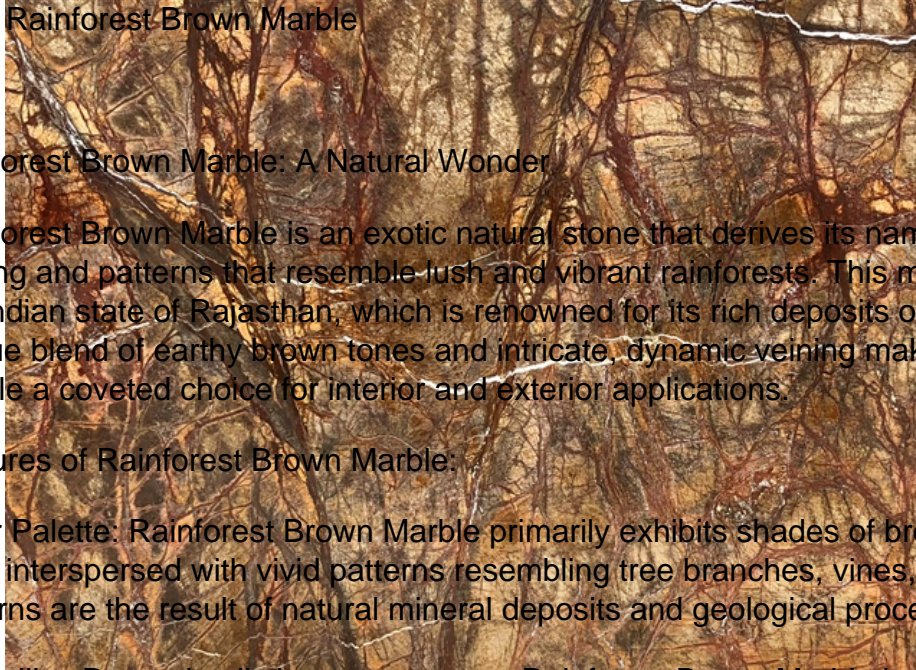 Rainforest Brown Marble
orest Brown Marble: A Natural Wonder
orest Brown Marble is an exotic natural stone that derives its nam
ng and patterns that resemble lush and vibrant rainforests. This m
ndian state of Rajasthan, which is renowned for its rich deposits o
ue blend of earthy brown tones and intricate, dynamic veining mak
le a coveted choice for interior and exterior applications.
ures of Rainforest Brown Marble:
r Palette: Rainforest Brown Marble primarily exhibits shades of bro
interspersed with vivid patterns resembling tree branches, vines,
rns are the result of natural mineral deposits and geological proce